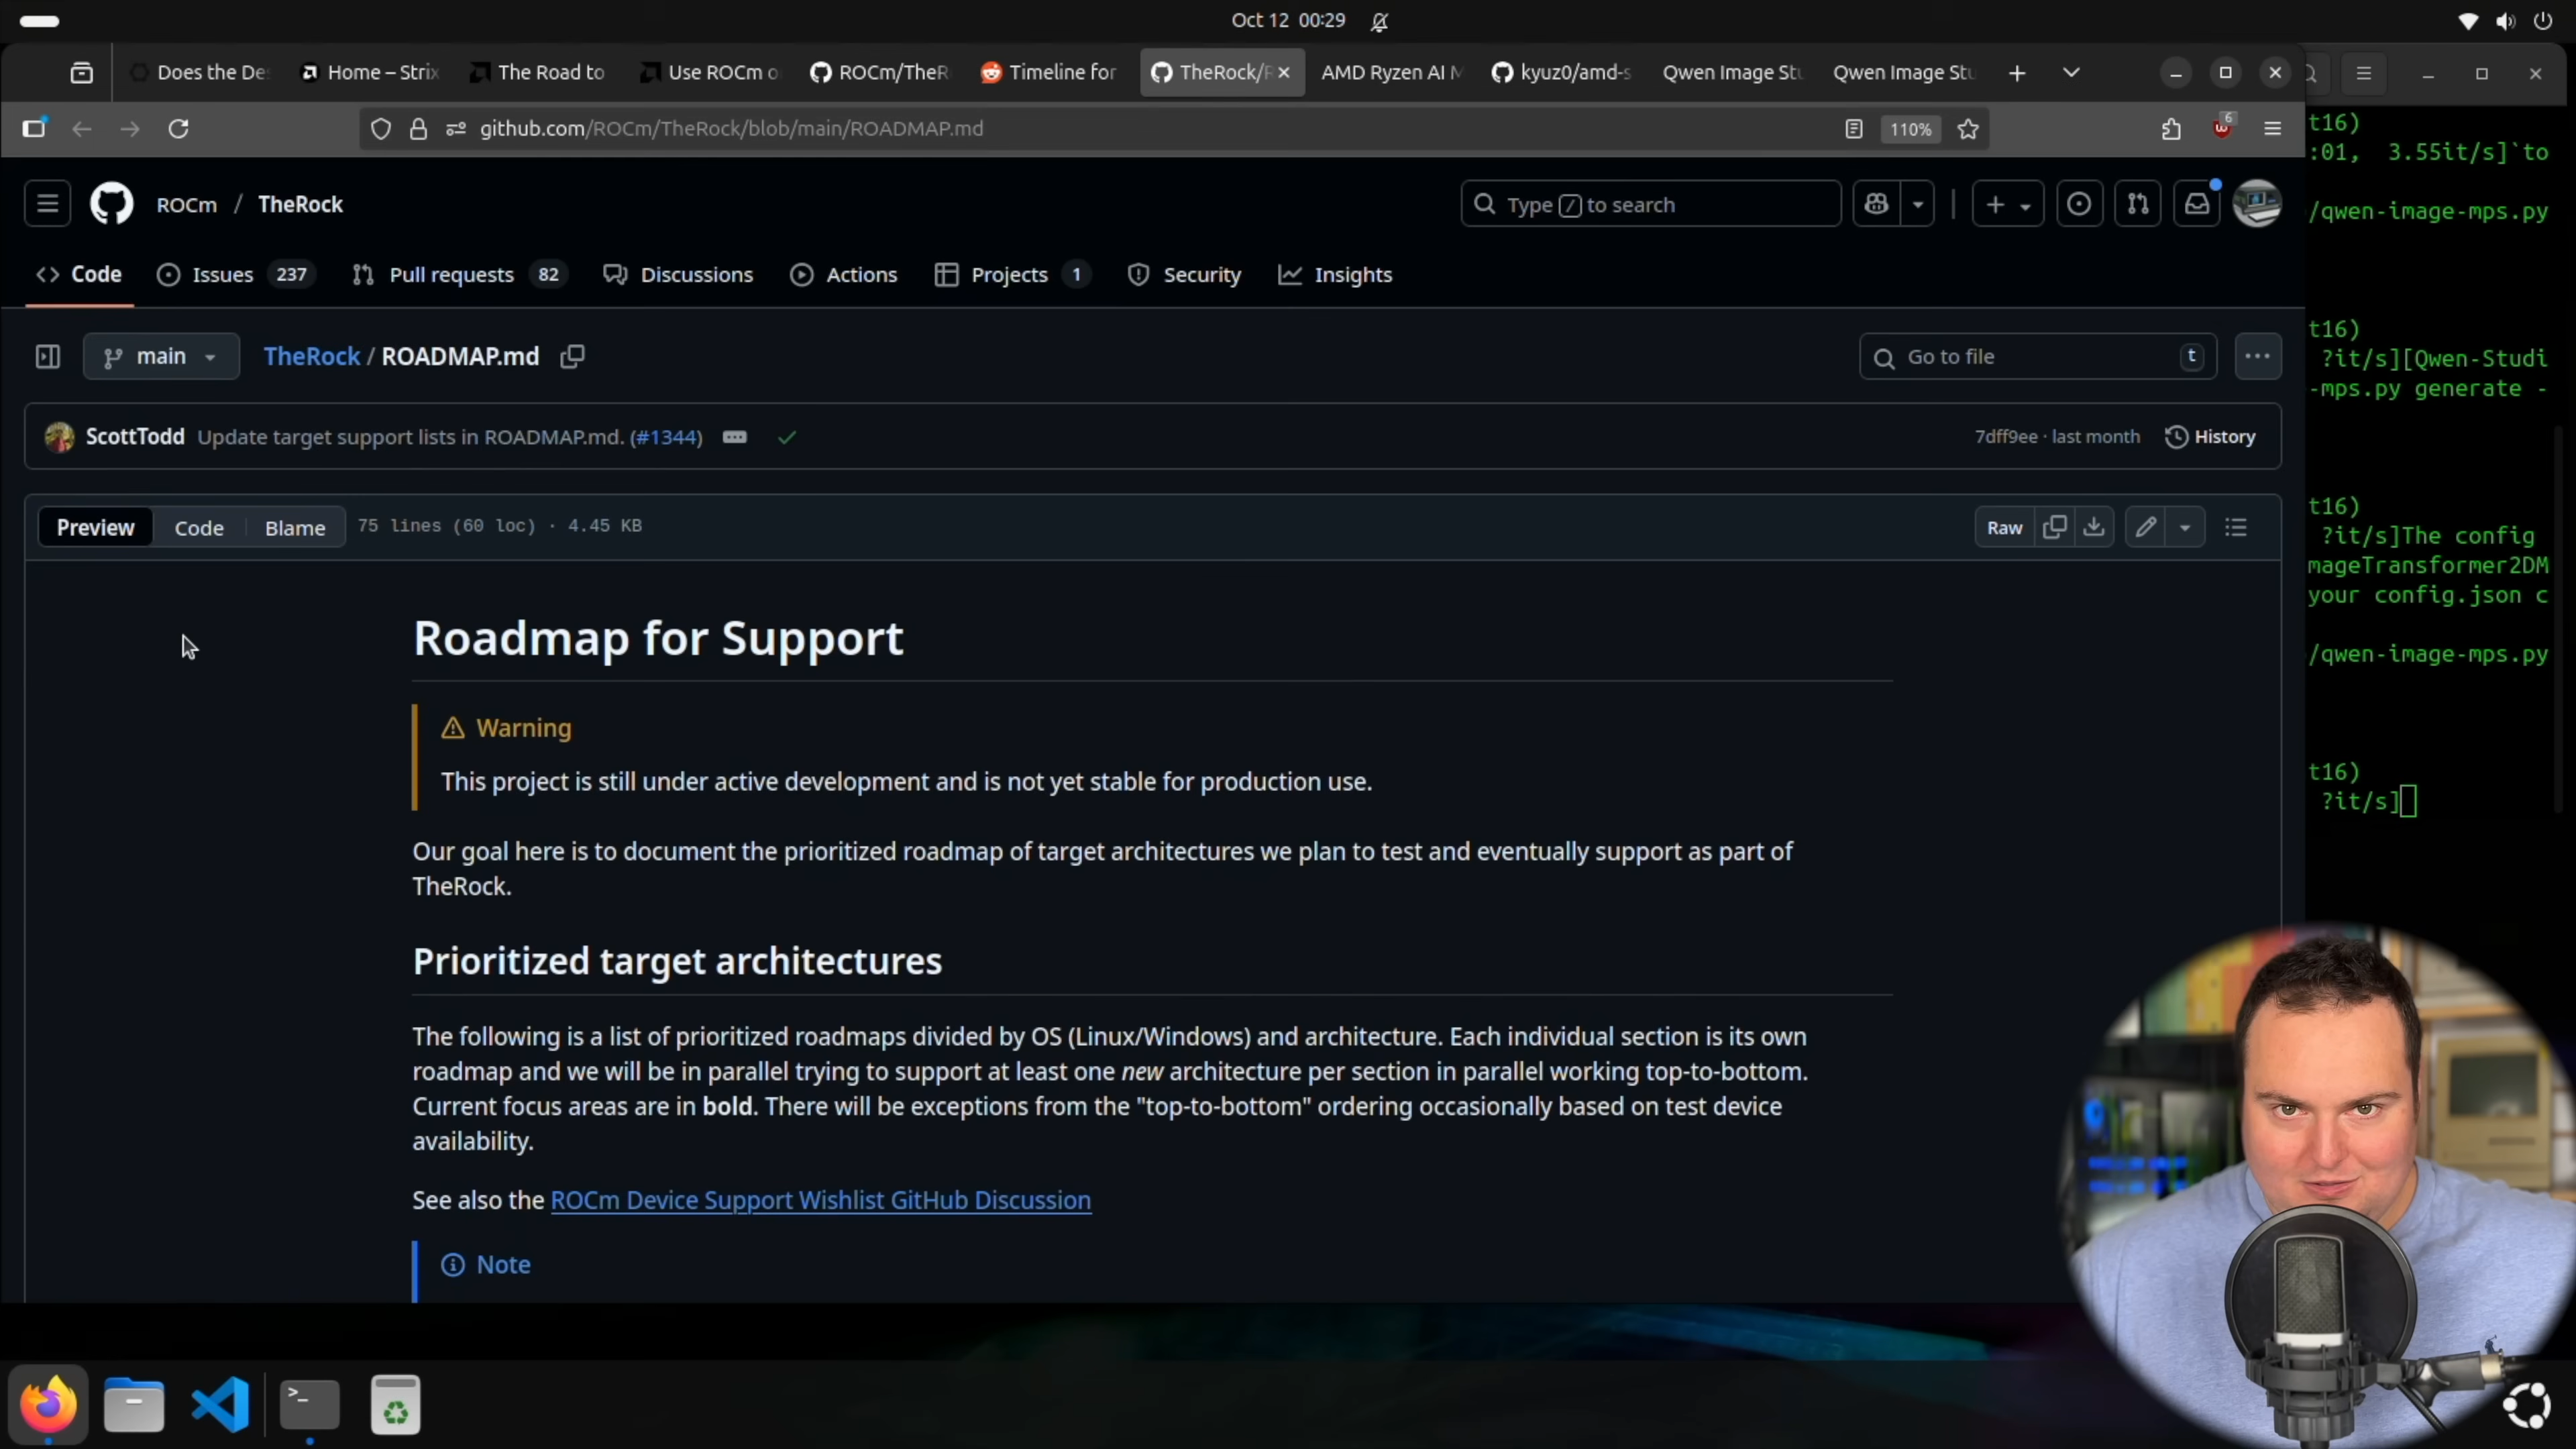 Oct 12 00:29
Does the De
Home – Strix
The Road to
Use ROCm o
ROCm/TheR
Timeline for
TheRock/
AMD Ryzen AI M
kyuz0/amd-s
Qwen Image Stu
Qwen Image Stu
github.com/ROCm/TheRock/blob/main/ROADMAP.md
110%
6
ROCm / TheRock
Type / to search
Code
Issues 237
Pull requests 82
Discussions
Actions
Projects 1
Security
Insights
main
TheRock / ROADMAP.md
Go to file
t
ScottTodd Update target support lists in ROADMAP.md. (#1344)
7dff9ee · last month
History
Preview
Code
Blame
75 lines (60 loc) · 4.45 KB
Raw
Roadmap for Support
Warning
This project is still under active development and is not yet stable for production use.
Our goal here is to document the prioritized roadmap of target architectures we plan to test and eventually support as part of
TheRock.
Prioritized target architectures
The following is a list of prioritized roadmaps divided by OS (Linux/Windows) and architecture. Each individual section is its own
roadmap and we will be in parallel trying to support at least one new architecture per section in parallel working top-to-bottom.
Current focus areas are in bold. There will be exceptions from the "top-to-bottom" ordering occasionally based on test device
availability.
See also the ROCm Device Support Wishlist GitHub Discussion
Note
t16)
:01, 3.55it/s]`to
/qwen-image-mps.py
t16)
?it/s][Qwen-Studi
-mps.py generate -
t16)
?it/s]The config
mageTransformer2DM
your config.json c
/qwen-image-mps.py
t16)
?it/s]